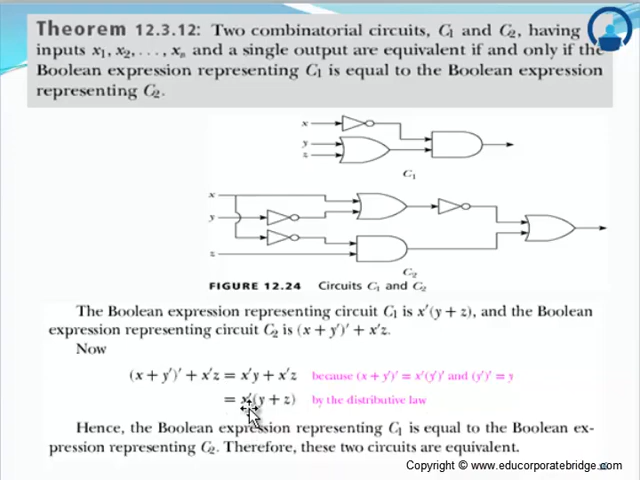 Theorem 12.3.12: Two combinatorial circuits, C₁ and C₂, having
inputs x₁, x₂, . . . , xₙ and a single output are equivalent if and only if the
Boolean expression representing C₁ is equal to the Boolean expression
representing C₂.
x
y
z
C₁
x
y
z
C₂
FIGURE 12.24 Circuits C₁ and C₂
The Boolean expression representing circuit C₁ is x′(y + z), and the Boolean
expression representing circuit C₂ is (x + y′)′ + x′z.
Now
(x + y′)′ + x′z = x′y + x′z because (x + y′)′ = x′(y′)′ and (y′)′ = y
= x′(y + z) by the distributive law
Hence, the Boolean expression representing C₁ is equal to the Boolean ex-
pression representing C₂. Therefore, these two circuits are equivalent.
Copyright © www.educorporatebridge.com